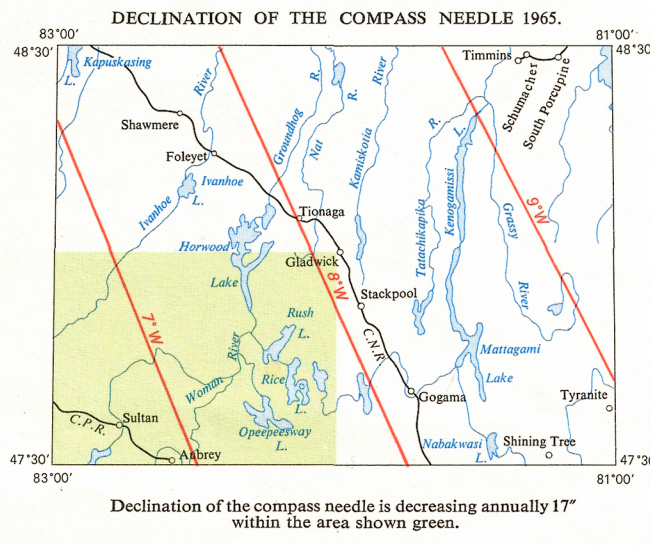 DECLINATION OF THE COMPASS NEEDLE 1965.
83°00'
81°00'
48°30'
48°30'
Kapuskasing
L.
River
R.
R.
River
Timmins
Schumacher
South Porcupine
Shawmere
Groundhog
Nat
Kamiskotia
R.
L.
Foleyet
Ivanhoe
Ivanhoe
L.
Tionaga
Tatachikapika
Kenogamissi
Grassy
River
9°W
Horwood
Lake
Gladwick
8°W
Stackpool
7°W
Rush
L.
River
C.N.R.
Mattagami
Lake
Woman
Rice
L.
Gogama
Tyranite
C.P.R.
Sultan
Opeepeesway
L.
Nabakwasi
L.
Shining Tree
Aubrey
47°30'
47°30'
83°00'
81°00'
Declination of the compass needle is decreasing annually 17"
within the area shown green.